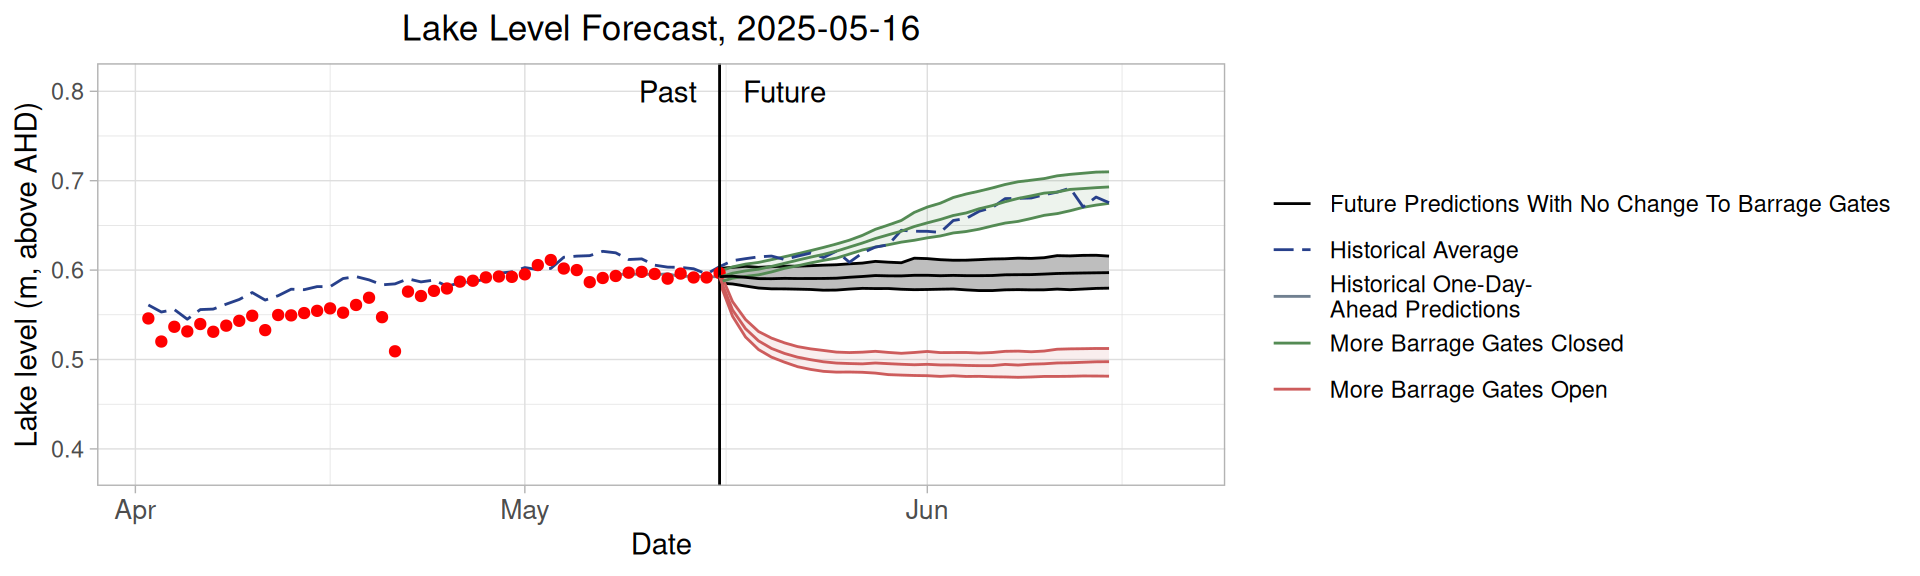 Lake Level Forecast, 2025-05-16
Past
Future
0.8
0.7
0.6
0.5
0.4
Lake level (m, above AHD)
Apr
May
Jun
Date
Future Predictions With No Change To Barrage Gates
Historical Average
Historical One-Day-
Ahead Predictions
More Barrage Gates Closed
More Barrage Gates Open